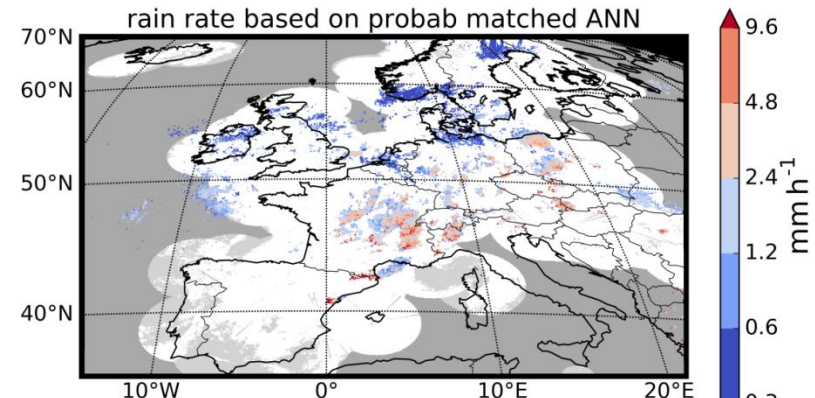 rain rate based on probab matched ANN
70°N
60°N
50°N
40°N
10°W
0°
10°E
20°E
9.6
4.8
2.4
1.2
0.6
mm h-1